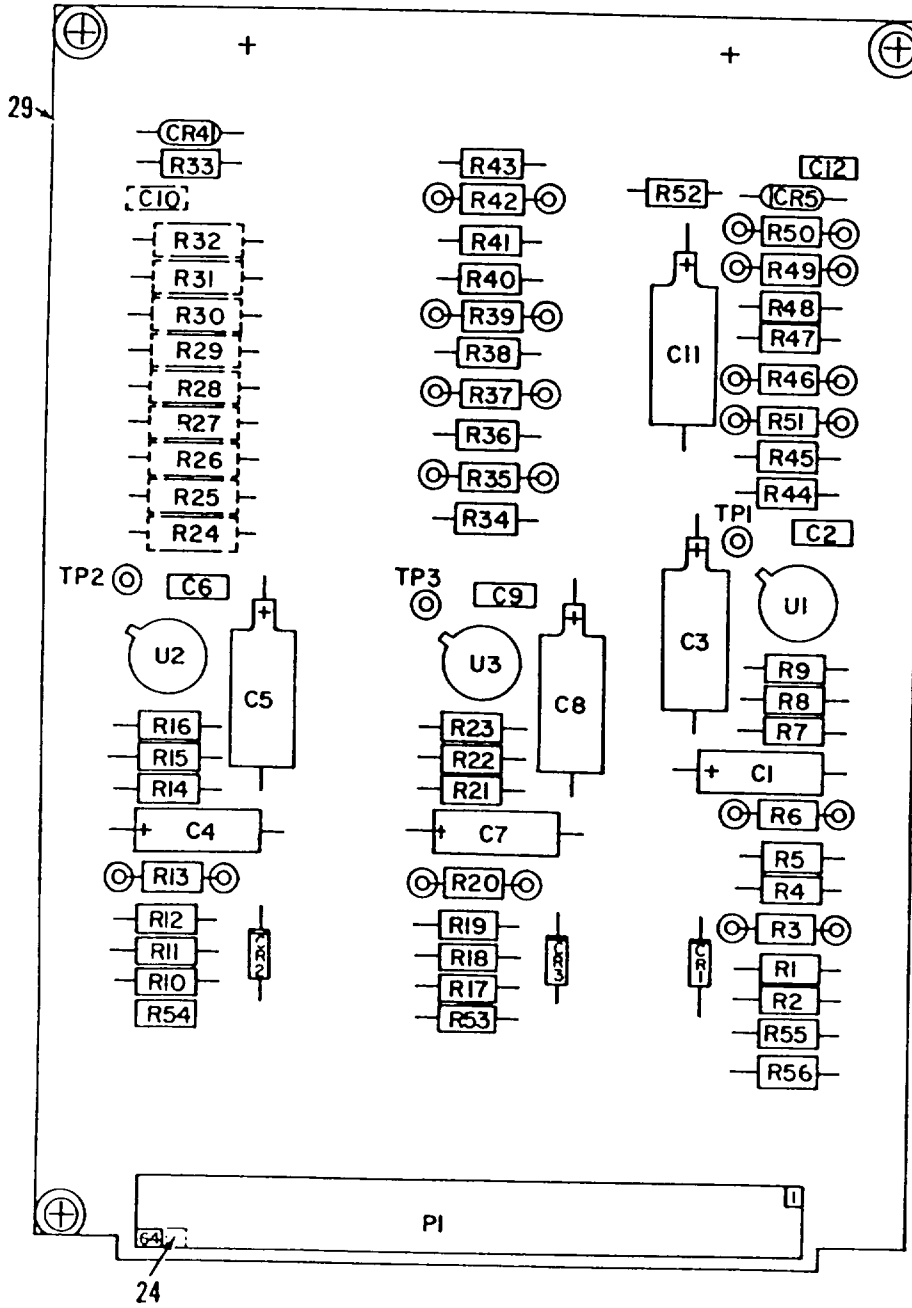 29
CR4
R33
C10
R32
R31
R30
R29
R28
R27
R26
R25
R24
TP2
C6
U2
C5
R16
R15
R14
+ C4
R13
R12
R11
R10
R54
CR2
R43
R42
R41
R40
R39
R38
R37
R36
R35
R34
TP3
C9
U3
+
C8
R23
R22
R21
+ C7
R20
R19
R18
R17
R53
CR3
R52
C12
CR5
R50
R49
R48
R47
+
C11
R46
R51
R45
R44
TP1
C2
U1
+
C3
R9
R8
R7
+ C1
R6
R5
R4
R3
CR1
R1
R2
R55
R56
1
P1
64
24